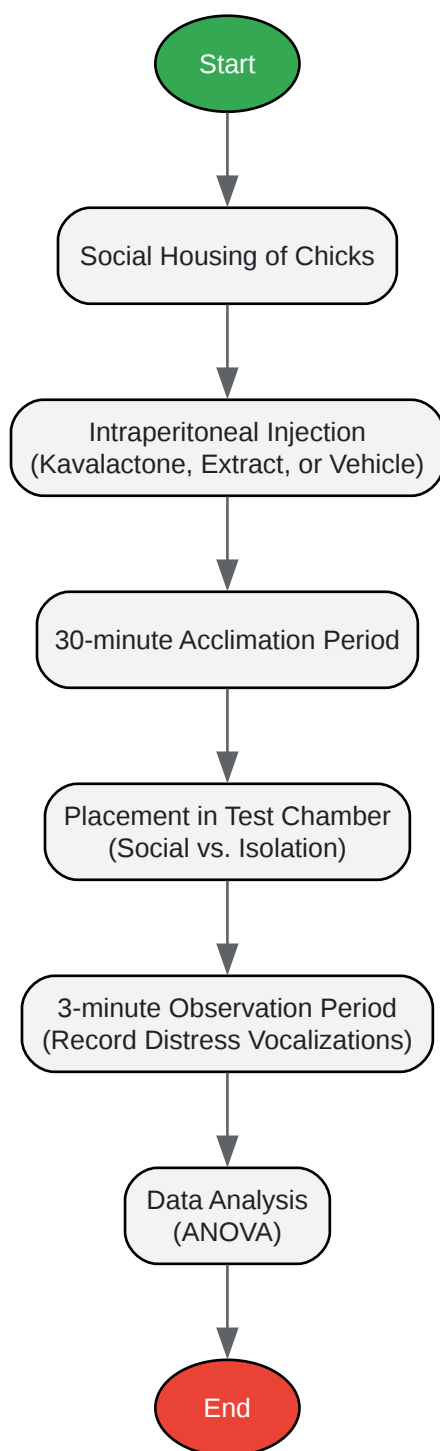 Start
Social Housing of Chicks
Intraperitoneal Injection
(Kavalactone, Extract, or Vehicle)
30-minute Acclimation Period
Placement in Test Chamber
(Social vs. Isolation)
3-minute Observation Period
(Record Distress Vocalizations)
Data Analysis
(ANOVA)
End